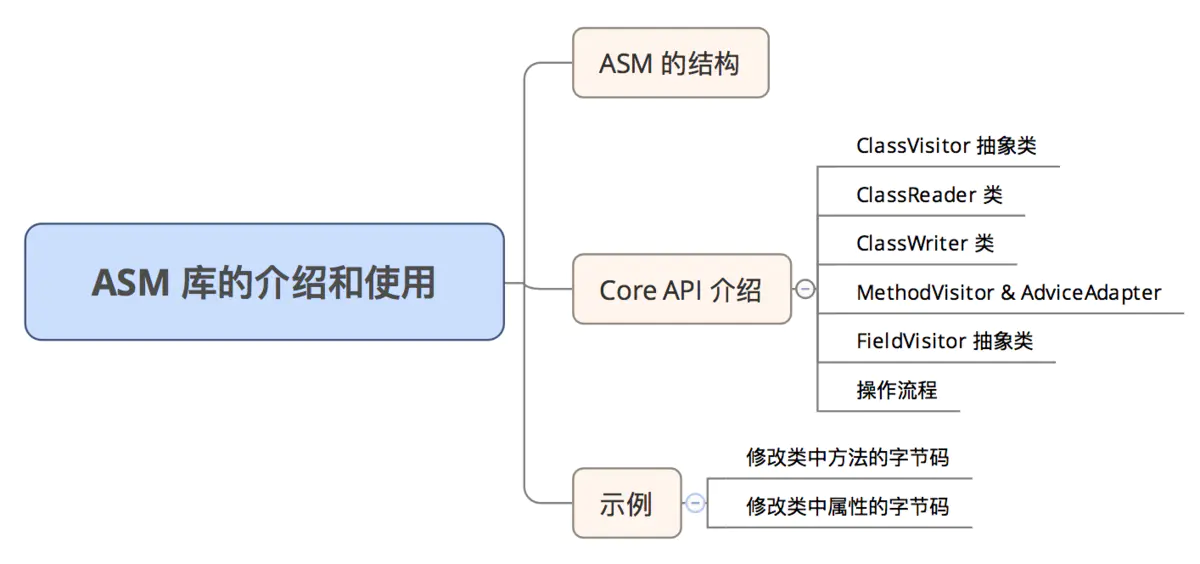 ASM 库的介绍和使用
ASM 的结构
Core API 介绍
ClassVisitor 抽象类
ClassReader 类
ClassWriter 类
MethodVisitor & AdviceAdapter
FieldVisitor 抽象类
操作流程
示例
修改类中方法的字节码
修改类中属性的字节码